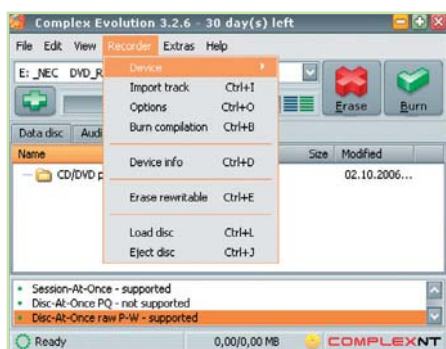 Complex Evolution 3.2.6 - 30 day(s) left
File Edit View Recorder Extras Help
E: _NEC DVD_R
Device
Import track Ctrl+I
Options Ctrl+O
Burn compilation Ctrl+B
Device info Ctrl+D
Erase rewritable Ctrl+E
Load disc Ctrl+L
Eject disc Ctrl+J
Erase Burn
Data disc Audi
Name Size Modified
CD/DVD p 02.10.2006...
Session-At-Once - supported
Disc-At-Once PQ - not supported
Disc-At-Once raw P-W - supported
Ready 0,00/0,00 MB COMPLEXNT